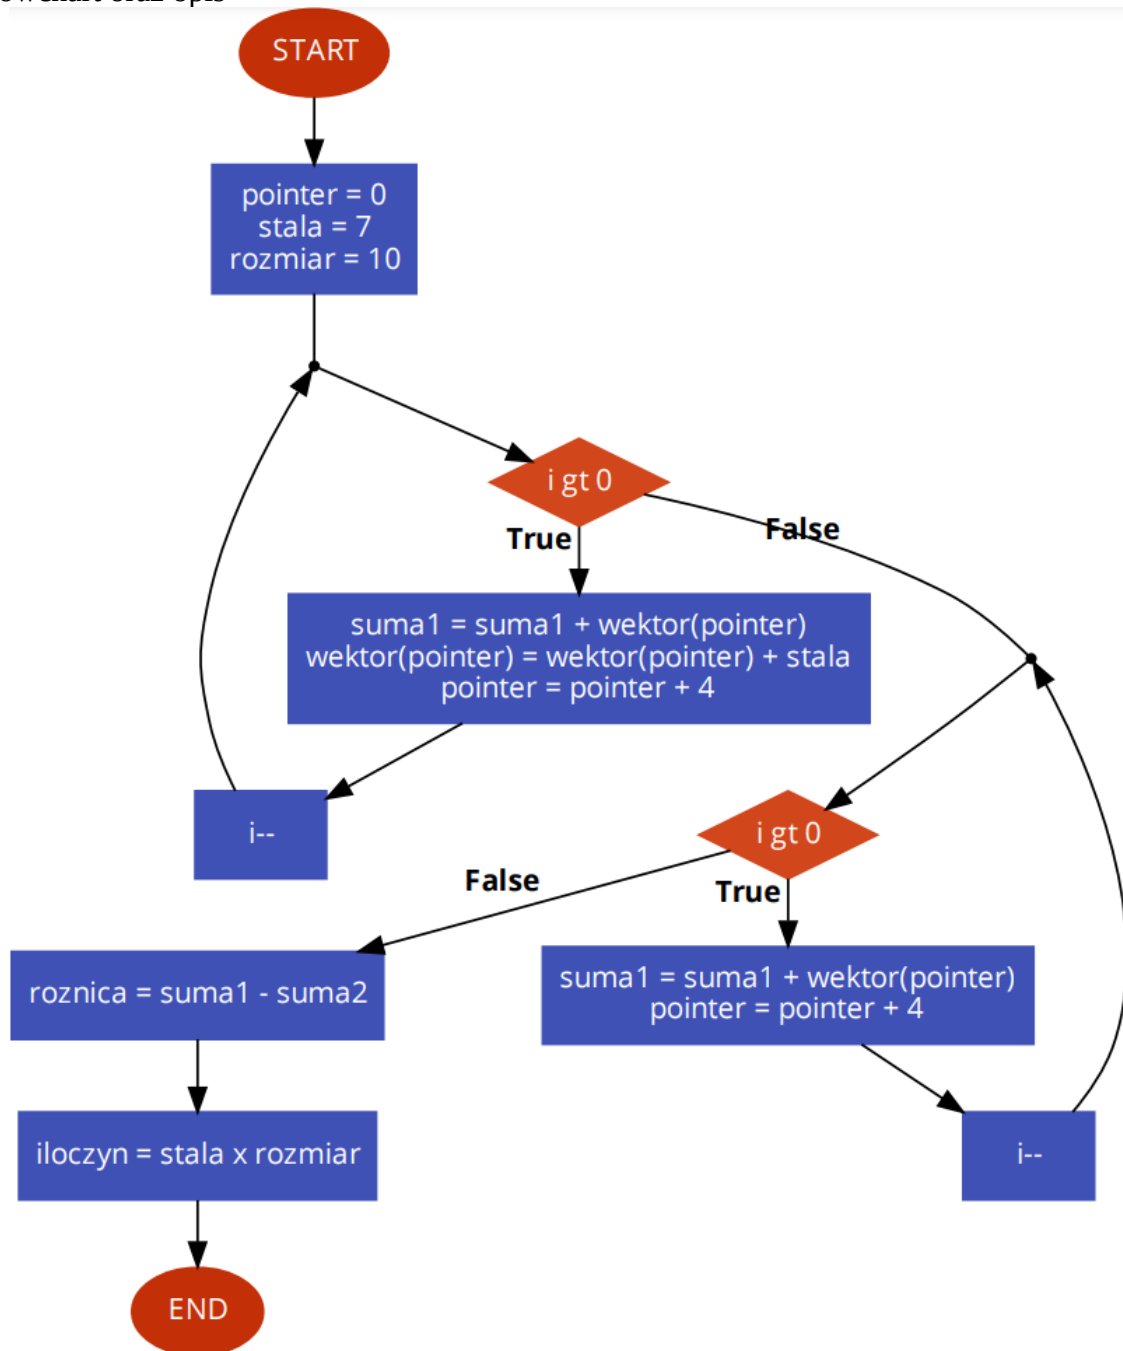 START
pointer = 0
stala = 7
rozmiar = 10
i gt 0
True
False
suma1 = suma1 + wektor(pointer)
wektor(pointer) = wektor(pointer) + stala
pointer = pointer + 4
i--
i gt 0
False
True
roznica = suma1 - suma2
suma1 = suma1 + wektor(pointer)
pointer = pointer + 4
iloczyn = stala x rozmiar
i--
END